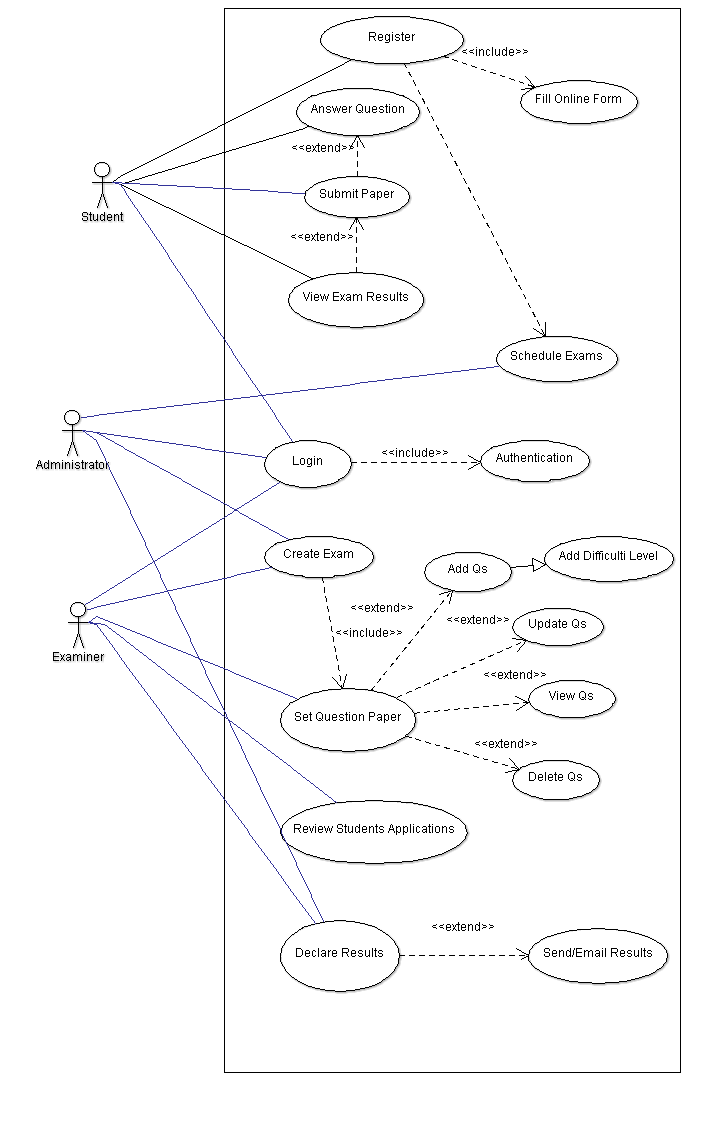 Register
<<include>>
Fill Online Form
Answer Question
<<extend>>
Student
Submit Paper
<<extend>>
View Exam Results
Schedule Exams
Administrator
Login
<<include>>
Authentication
Create Exam
Add Qs
Add Difficulti Level
<<extend>>
<<include>>
<<extend>>
Update Qs
Examiner
<<extend>>
View Qs
Set Question Paper
<<extend>>
Delete Qs
Review Students Applications
<<extend>>
Declare Results
Send/Email Results